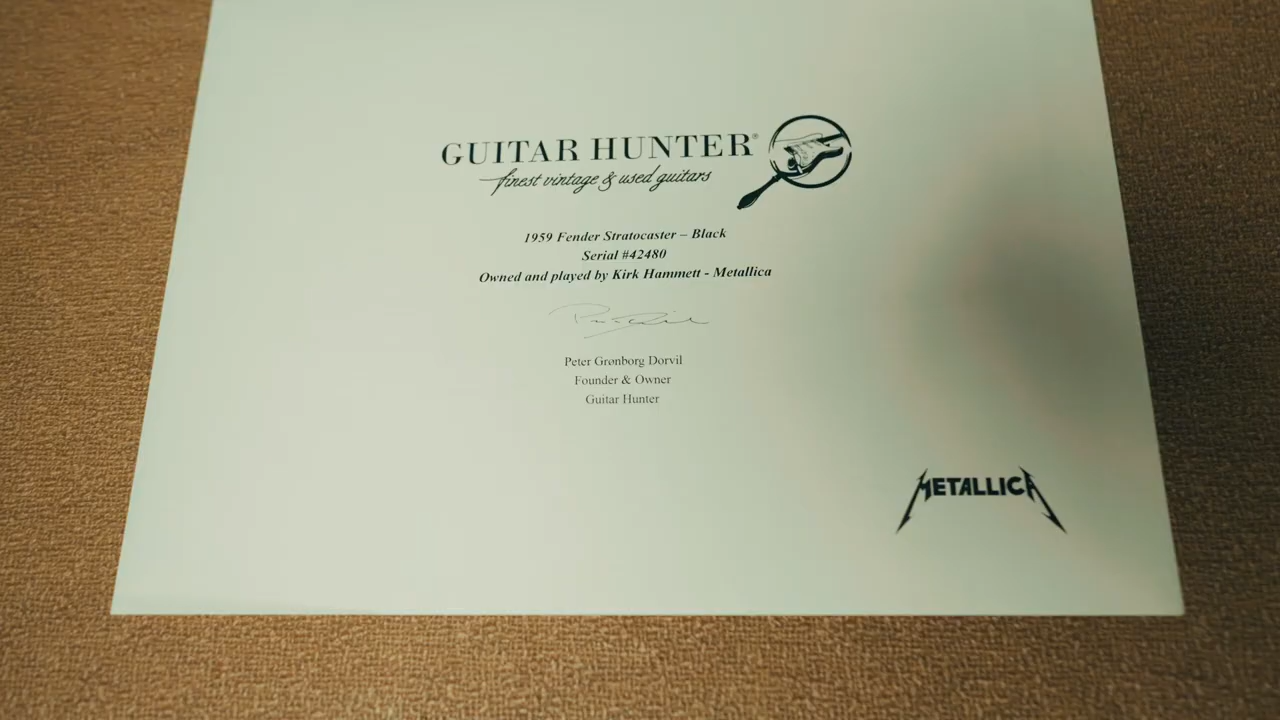 GUITAR HUNTER®
finest vintage & used guitars
1959 Fender Stratocaster – Black
Serial #42480
Owned and played by Kirk Hammett - Metallica
Peter Grønborg Dorvil
Founder & Owner
Guitar Hunter
METALLICA